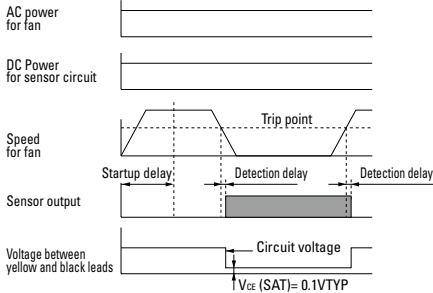 AC power
for fan
DC Power
for sensor circuit
Trip point
Speed
for fan
Startup delay
Detection delay
Detection delay
Sensor output
Circuit voltage
Voltage between
yellow and black leads
VCE (SAT)= 0.1VTYP